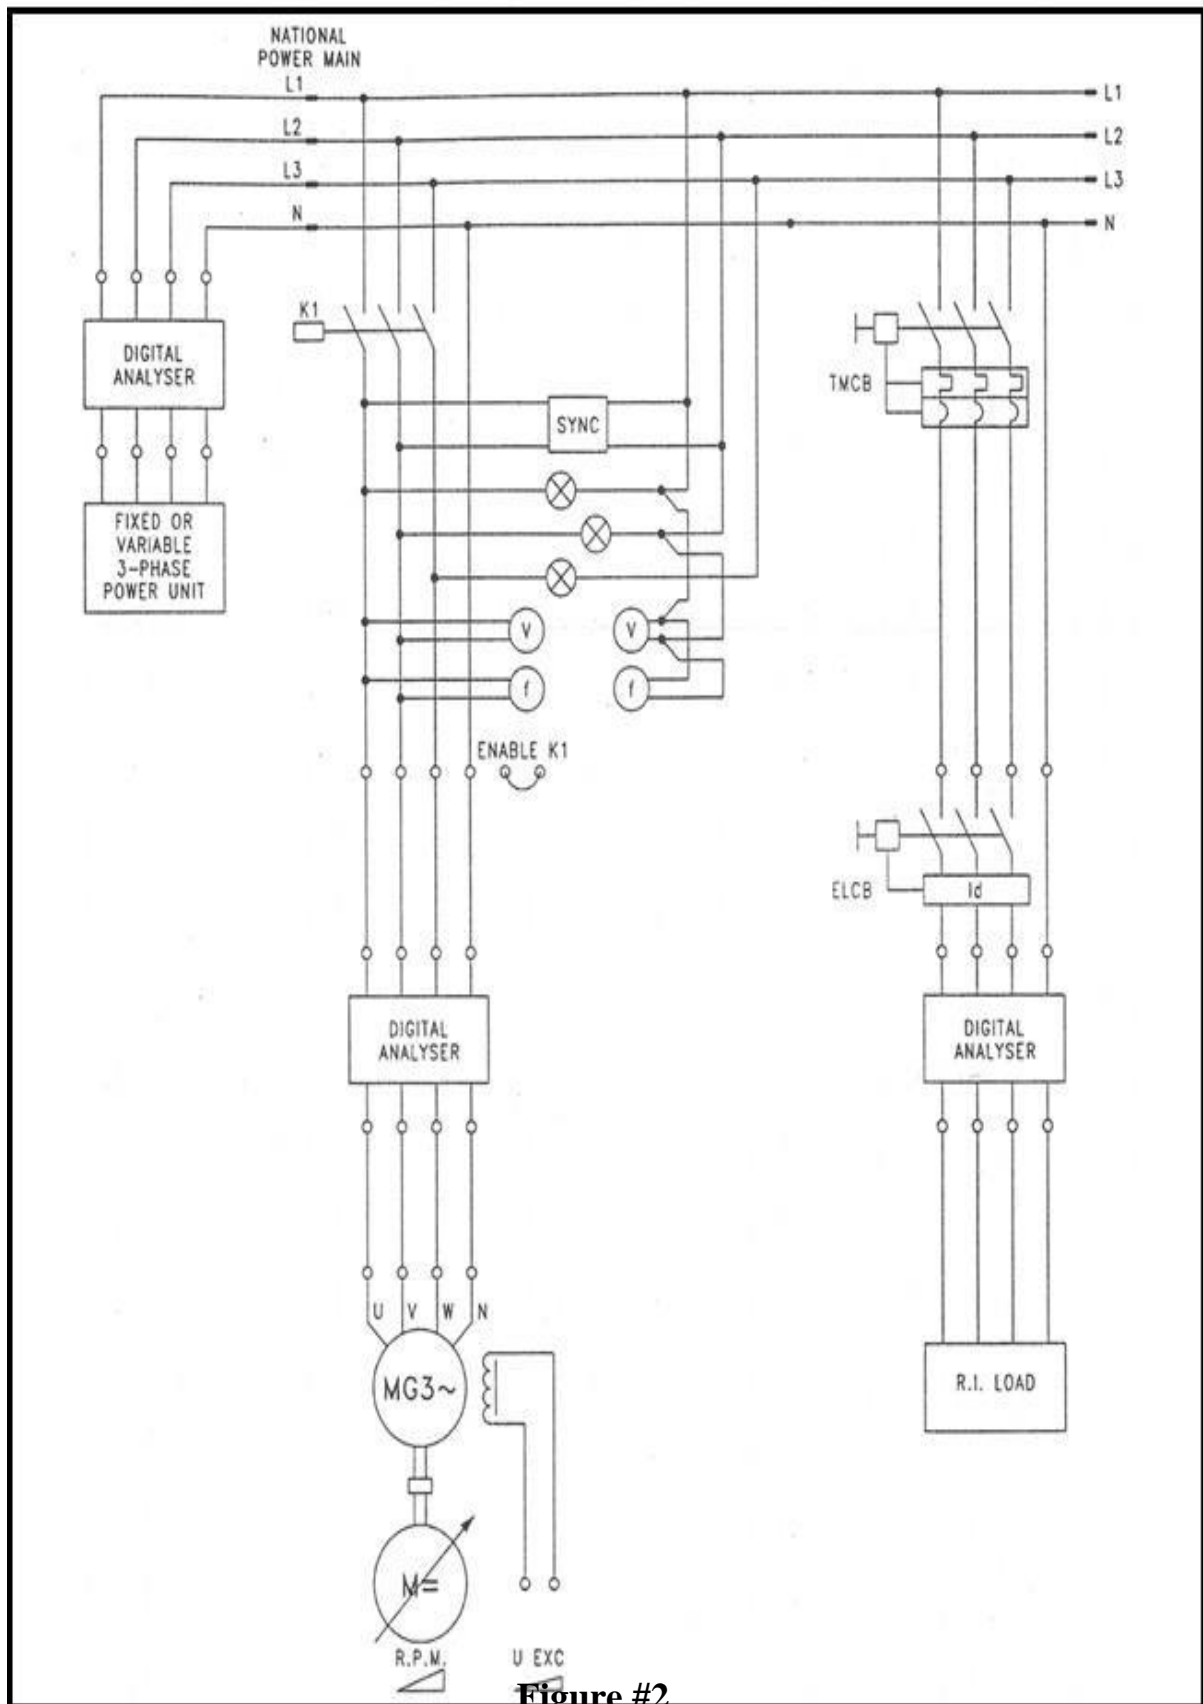 NATIONAL
POWER MAIN
L1
L1
L2
L2
L3
L3
N
N
K1
DIGITAL
ANALYSER
TMCB
SYNC
FIXED OR
VARIABLE
3-PHASE
POWER UNIT
V
V
f
f
ENABLE K1
ELCB
Id
DIGITAL
ANALYSER
DIGITAL
ANALYSER
U
V
W
N
MG3~
R.I. LOAD
M=
R.P.M.
U EXC
Figure #2